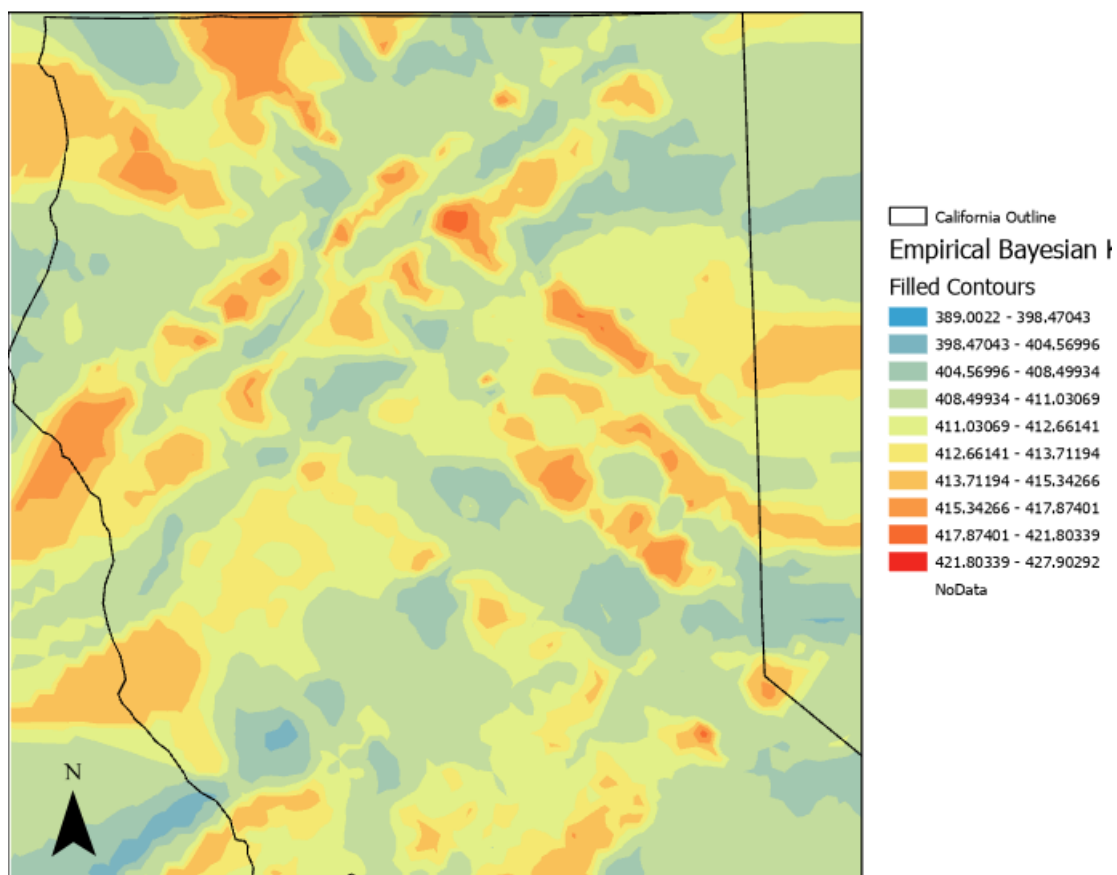 N
California Outline
Empirical Bayesian
Filled Contours
389.0022 - 398.47043
398.47043 - 404.56996
404.56996 - 408.49934
408.49934 - 411.03069
411.03069 - 412.66141
412.66141 - 413.71194
413.71194 - 415.34266
415.34266 - 417.87401
417.87401 - 421.80339
421.80339 - 427.90292
NoData